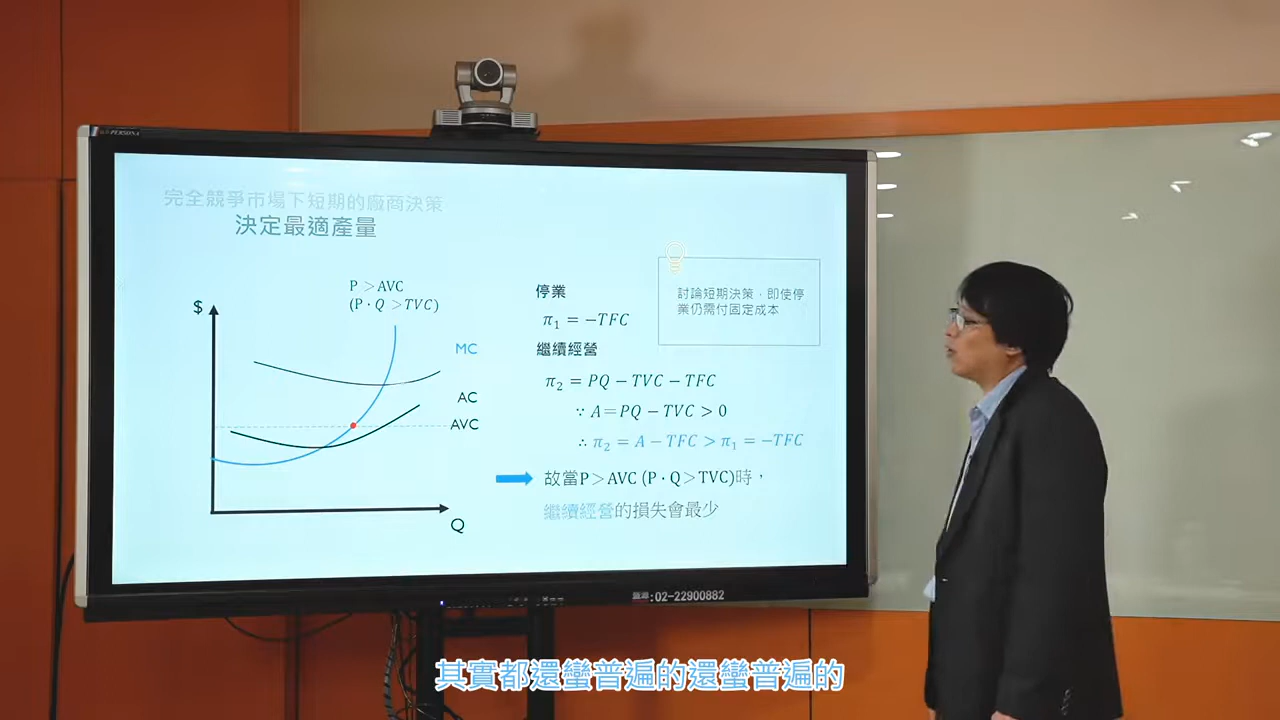 PERSONA
完全競爭市場下短期的廠商決策
決定最適產量
P＞AVC
(P·Q＞TVC)
$
MC
AC
AVC
Q
停業
π₁ = −TFC
繼續經營
π₂ = PQ − TVC − TFC
∵ A＝PQ − TVC > 0
∴ π₂ = A − TFC > π₁ = −TFC
故當P＞AVC (P·Q＞TVC)時，
繼續經營的損失會最少
討論短期決策，即使停
業仍需付固定成本
:02-22900882
其實都還蠻普遍的還蠻普遍的